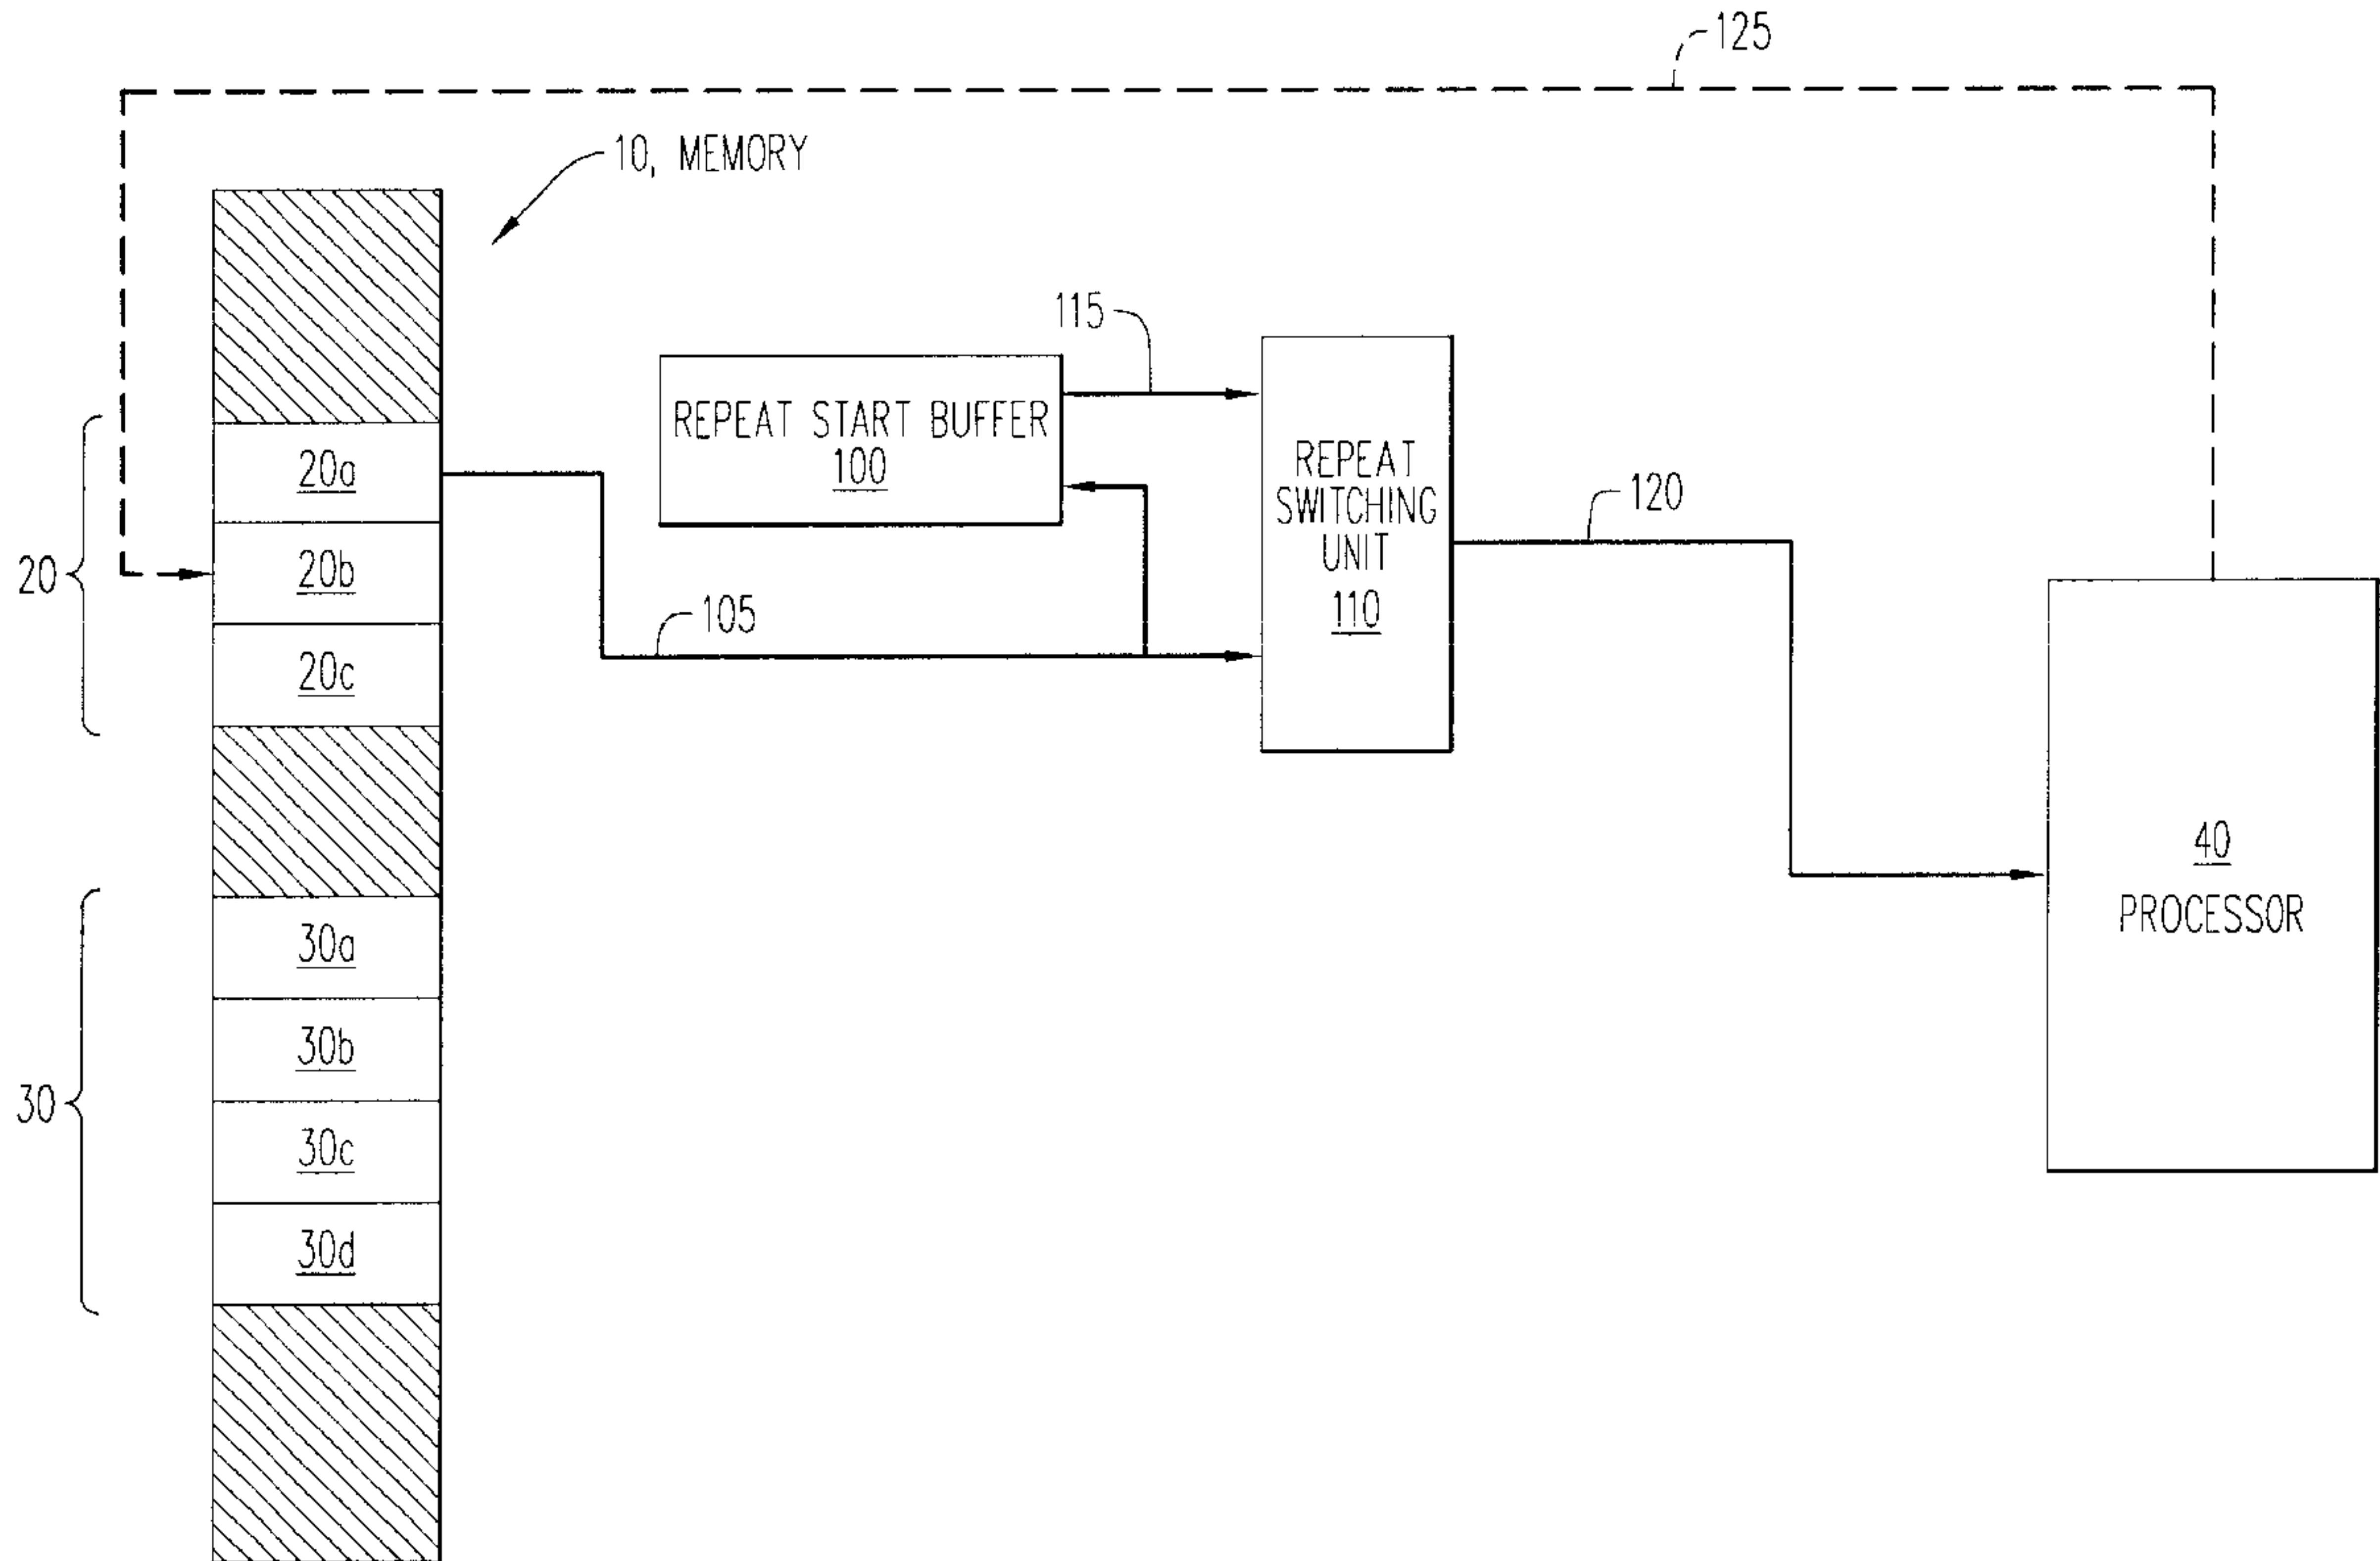 125
10, MEMORY
115
REPEAT START BUFFER
100
REPEAT
SWITCHING
UNIT
110
120
20
20a
20b
20c
105
40
PROCESSOR
30
30a
30b
30c
30d